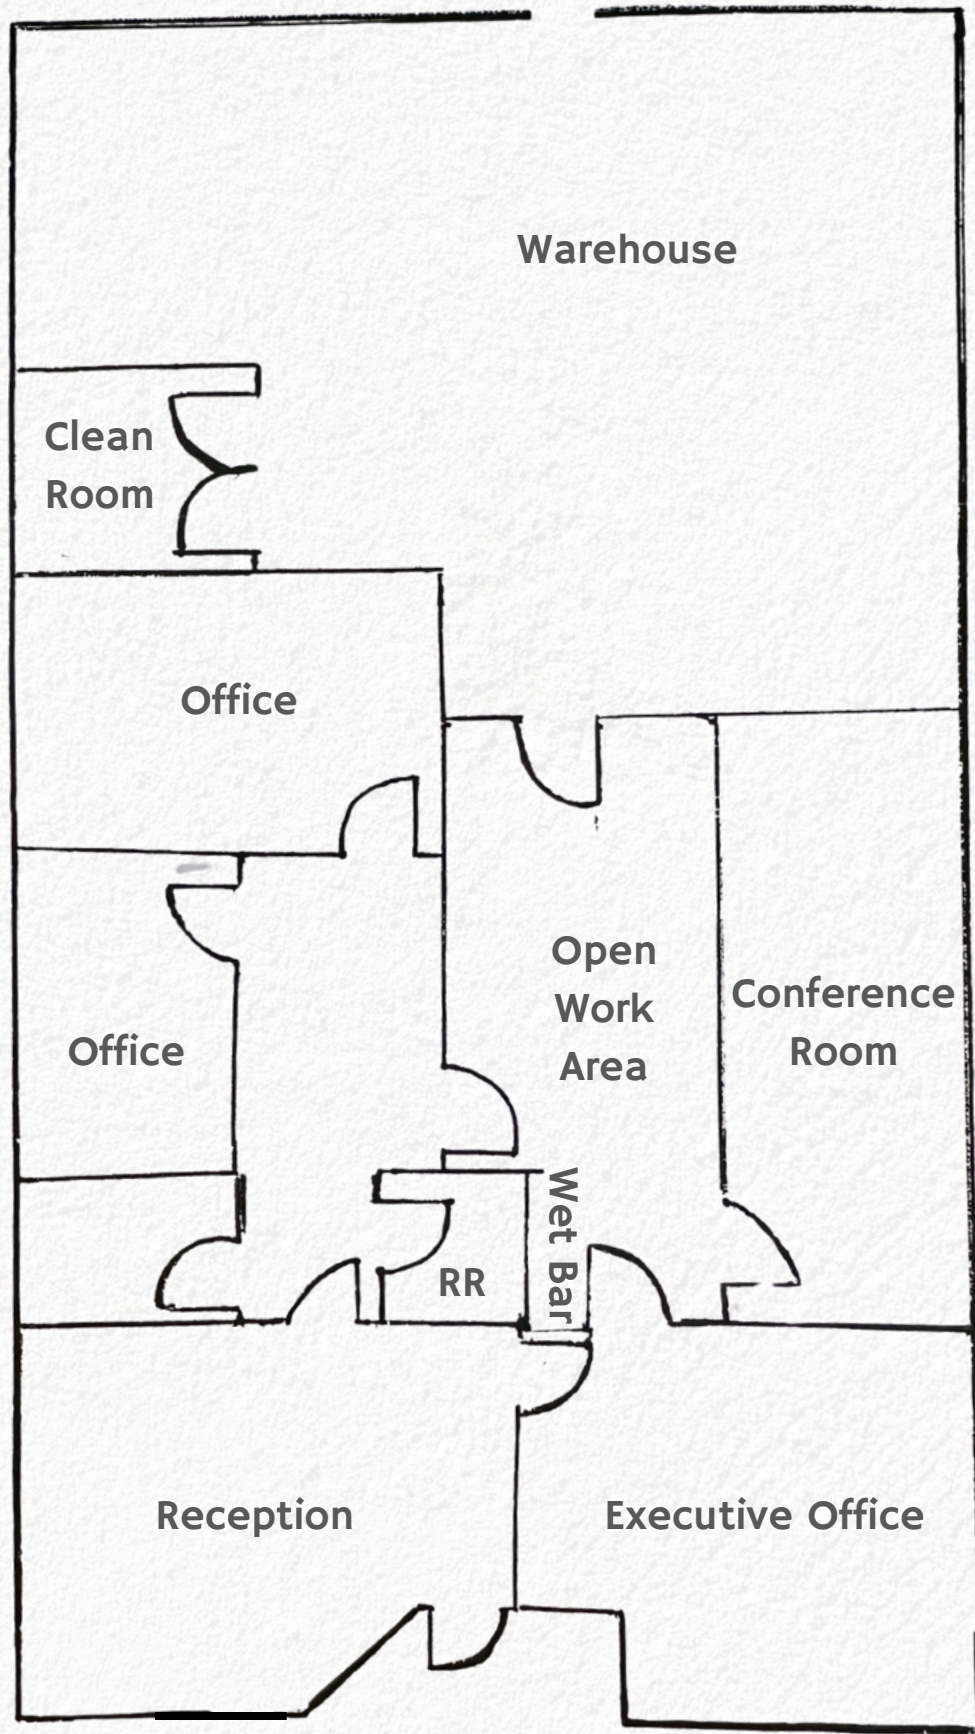 Warehouse
Clean
Room
Office
Open
Work
Area
Conference
Room
Office
Wet Bar
RR
Reception
Executive Office